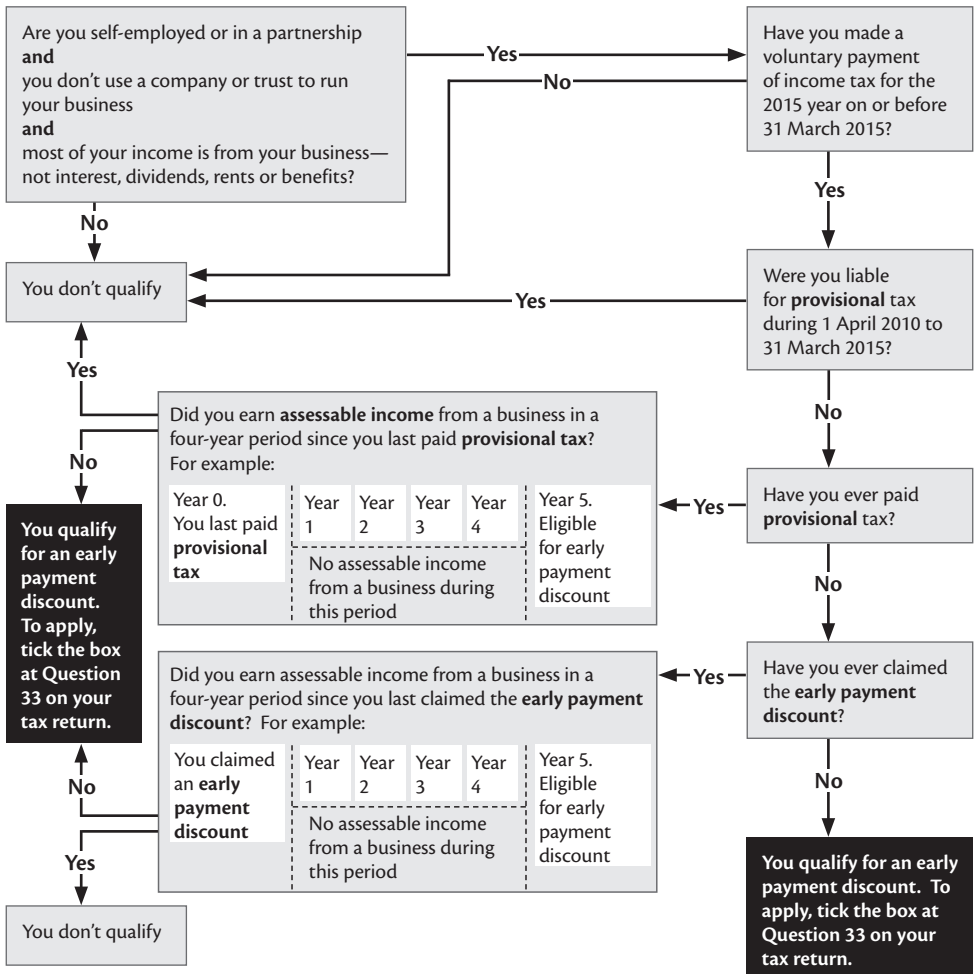 Are you self-employed or in a partnership
and
you don't use a company or trust to run
your business
and
most of your income is from your business—
not interest, dividends, rents or benefits?
Yes
No
Have you made a
voluntary payment
of income tax for the
2015 year on or before
31 March 2015?
No
Yes
You don't qualify
Yes
Were you liable
for provisional tax
during 1 April 2010 to
31 March 2015?
Yes
No
Did you earn assessable income from a business in a
four-year period since you last paid provisional tax?
For example:
Year 0.
You last paid
provisional
tax
Year
1
Year
2
Year
3
Year
4
No assessable income
from a business during
this period
Year 5.
Eligible
for early
payment
discount
Yes
Have you ever paid
provisional tax?
No
No
You qualify
for an early
payment
discount.
To apply,
tick the box
at Question
33 on your
tax return.
Did you earn assessable income from a business in a
four-year period since you last claimed the early payment
discount? For example:
You claimed
an early
payment
discount
Year
1
Year
2
Year
3
Year
4
No assessable income
from a business during
this period
Year 5.
Eligible
for early
payment
discount
Yes
Have you ever claimed
the early payment
discount?
No
No
Yes
You don't qualify
You qualify for an early
payment discount. To
apply, tick the box at
Question 33 on your
tax return.